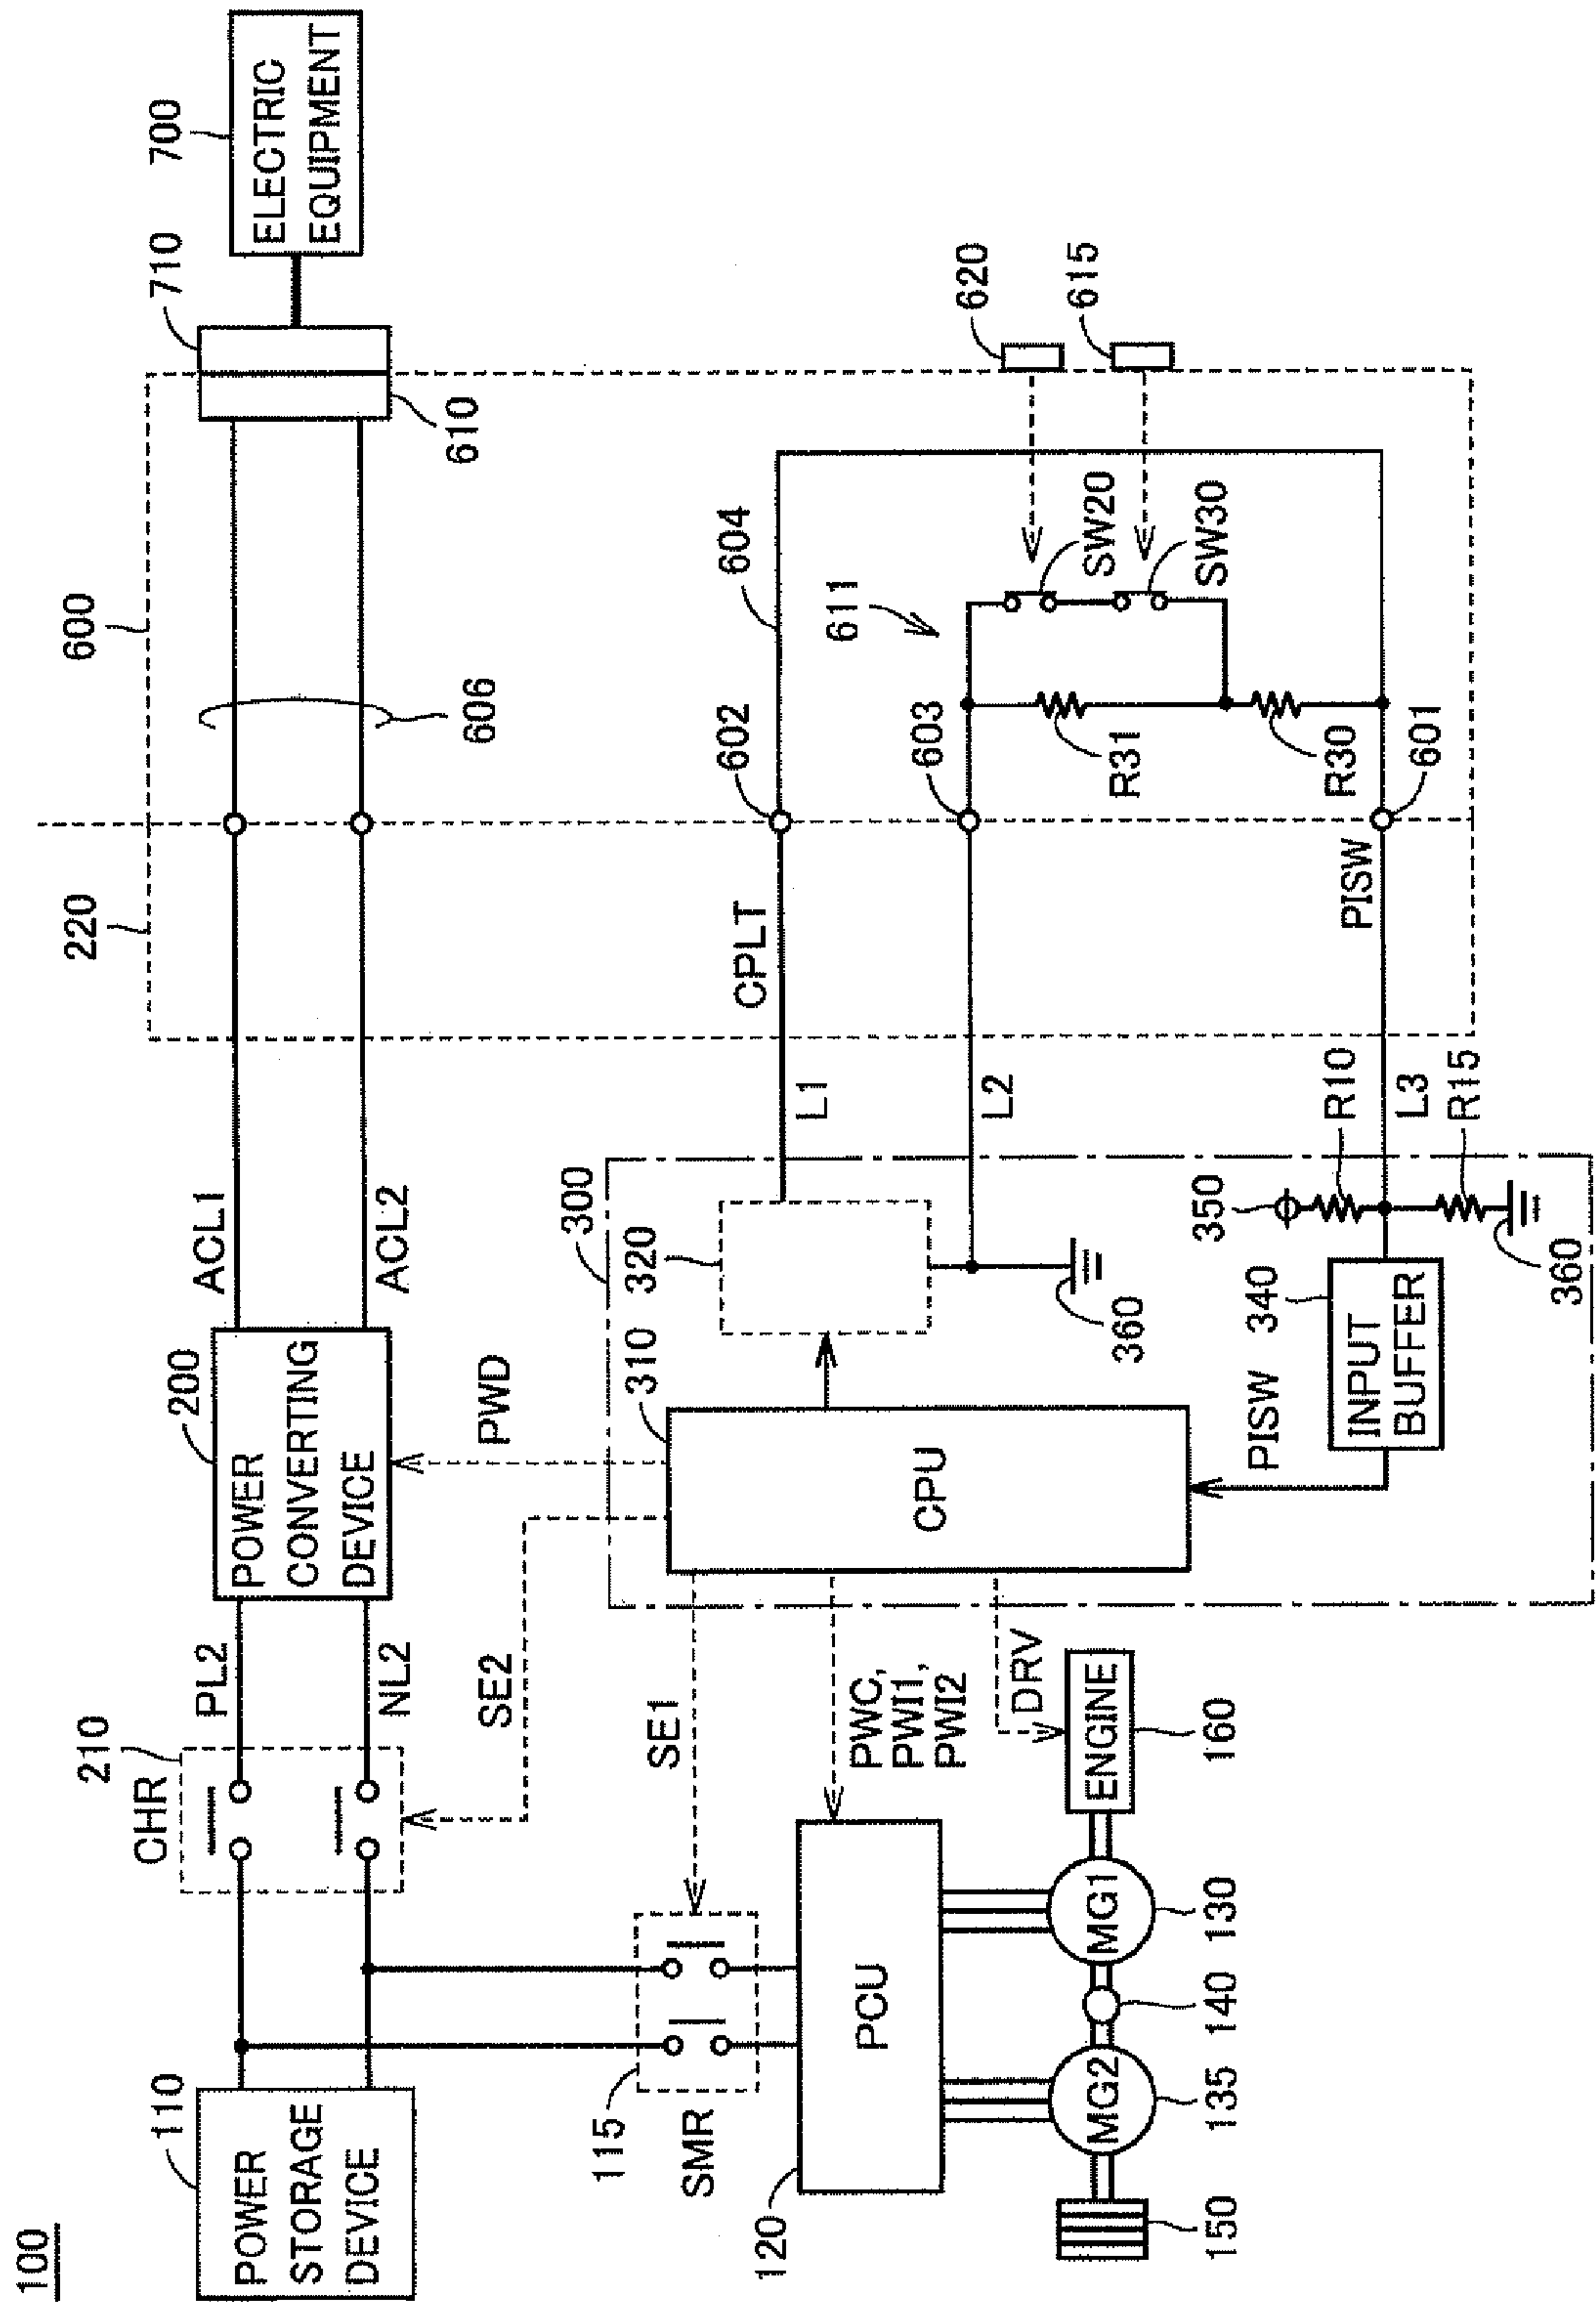 100
110
POWER
STORAGE
DEVICE
CHR
210
PL2
NL2
200
POWER
CONVERTING
DEVICE
ACL1
ACL2
220
600
606
610
710
700
ELECTRIC
EQUIPMENT
SE2
PWD
115
SMR
SE1
120
PCU
PWC,
PWI1,
PWI2
DRV
ENGINE
160
MG1
130
140
MG2
135
150
300
310
CPU
320
360
PISW
340
INPUT
BUFFER
350
R10
L3
R15
360
L1
L2
CPLT
PISW
602
603
601
604
611
R31
R30
SW20
SW30
620
615